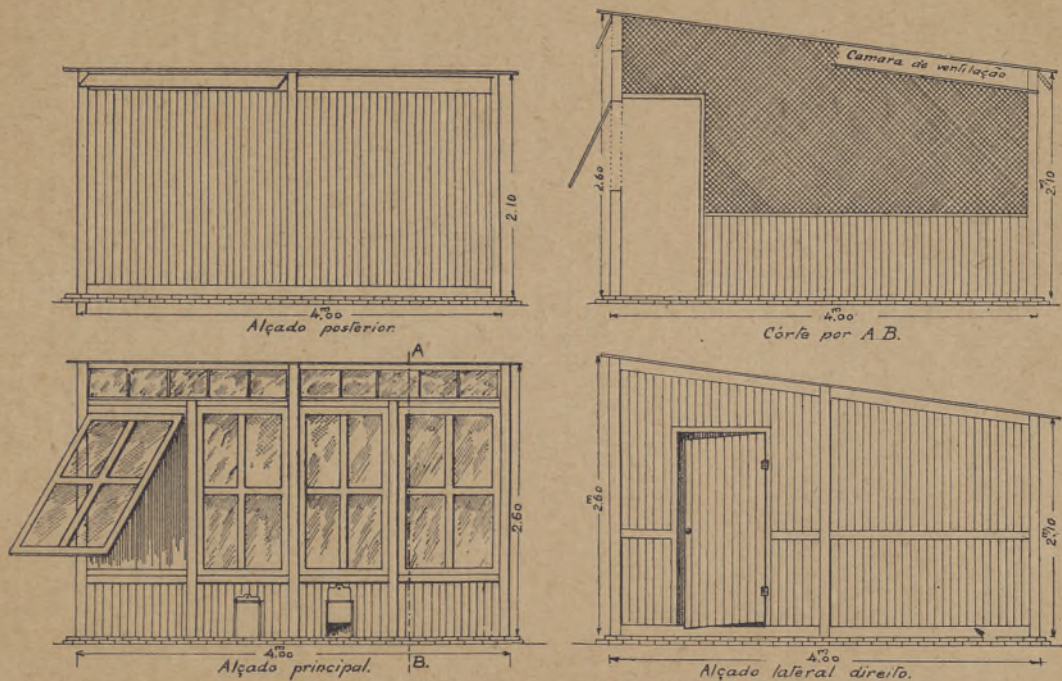 2.10
4.00 m
Alçado posterior.
Camara de ventilação
2.60
2.10 m
4.00 m
Córte por A B.
A
2.60
4.00 m
Alçado principal.
B.
2.60 m
2.10 m
4.00 m
Alçado lateral direito.